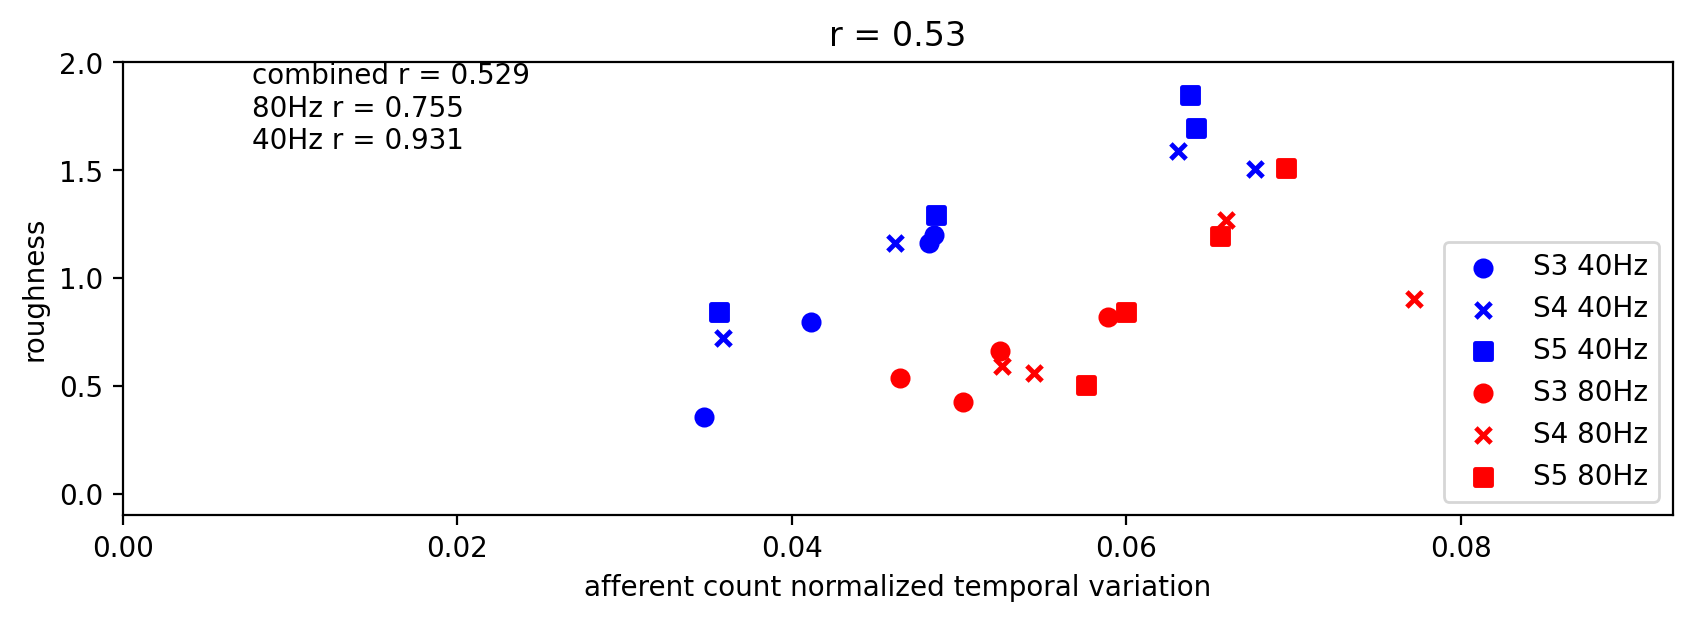 r = 0.53
combined r = 0.529
80Hz r = 0.755
40Hz r = 0.931
2.0
1.5
1.0
0.5
0.0
roughness
S3 40Hz
S4 40Hz
S5 40Hz
S3 80Hz
S4 80Hz
S5 80Hz
0.00 0.02 0.04 0.06 0.08
afferent count normalized temporal variation